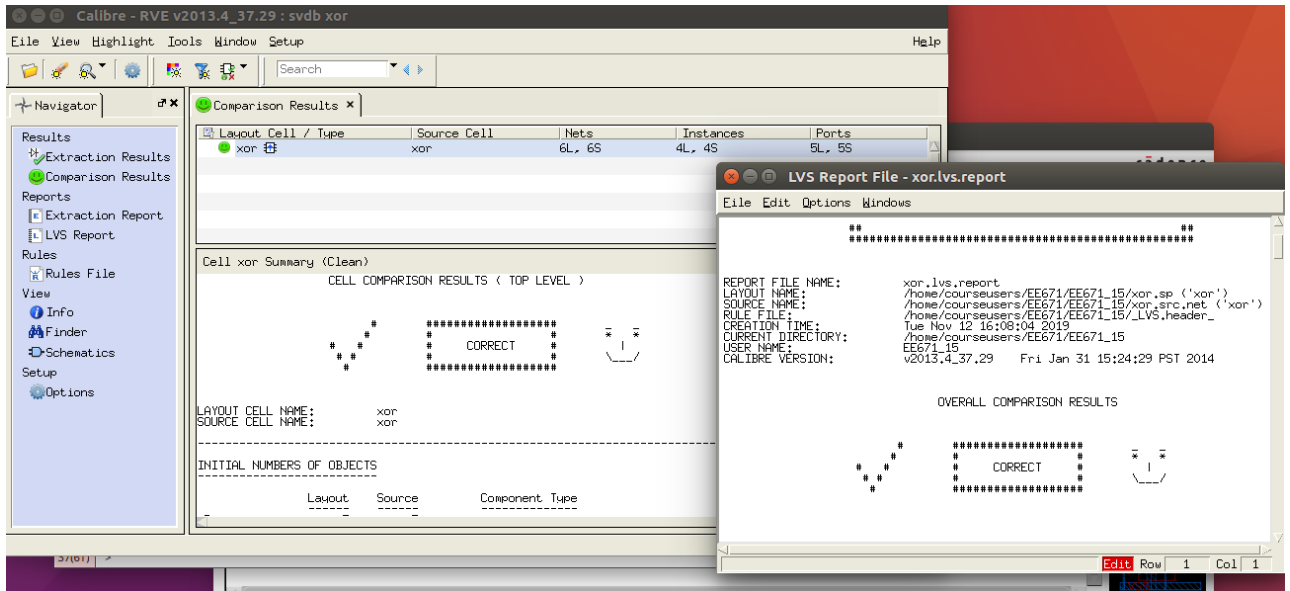 Calibre - RVE v2013.4_37.29 : svdb xor
File View Highlight Tools Window Setup Help
Search
Navigator
Results
Extraction Results
Comparison Results
Reports
Extraction Report
LVS Report
Rules
Rules File
View
Info
Finder
Schematics
Setup
Options
Comparison Results
Layout Cell / Type Source Cell Nets Instances Ports
xor xor 6L, 6S 4L, 4S 5L, 5S
Cell xor Summary (Clean)
CELL COMPARISON RESULTS ( TOP LEVEL )
# ################### _ _
# # # * *
# # # CORRECT # |
# # # # \___/
# ###################
LAYOUT CELL NAME: xor
SOURCE CELL NAME: xor
INITIAL NUMBERS OF OBJECTS
Layout Source Component Type
LVS Report File - xor.lvs.report
File Edit Options Windows
## ##
##################################################
REPORT FILE NAME: xor.lvs.report
LAYOUT NAME: /home/courseusers/EE671/EE671_15/xor.sp ('xor')
SOURCE NAME: /home/courseusers/EE671/EE671_15/xor.src.net ('xor')
RULE FILE: /home/courseusers/EE671/EE671_15/_LVS.header_
CREATION TIME: Tue Nov 12 16:08:04 2019
CURRENT DIRECTORY: /home/courseusers/EE671/EE671_15
USER NAME: EE671_15
CALIBRE VERSION: v2013.4_37.29 Fri Jan 31 15:24:29 PST 2014
OVERALL COMPARISON RESULTS
# ################### _ _
# # # * *
# # # CORRECT # |
# # # # \___/
# ###################
Edit Row 1 Col 1
37(61) >